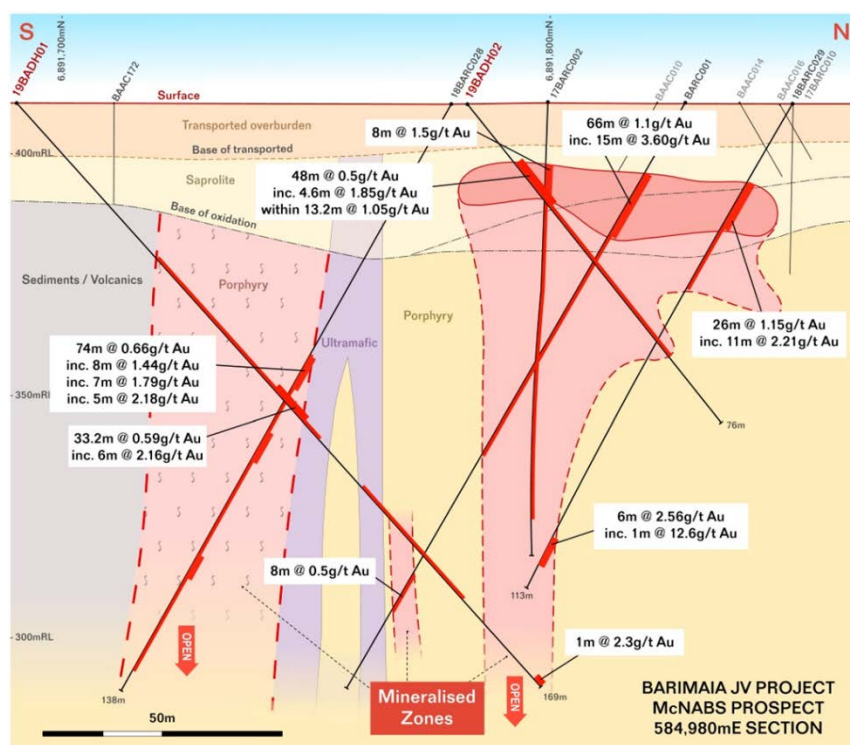 S
N
19BADH01
6,891,700mN -
BAAC172
18BARC028
19BADH02
6,891,800mN -
17BARC002
BAAC010
BARC001
BAAC014
BAAC016
18BARC029
17BARC010
Surface
Transported overburden
Base of transported
400mRL
Saprolite
Base of oxidation
8m @ 1.5g/t Au
66m @ 1.1g/t Au
inc. 15m @ 3.60g/t Au
48m @ 0.5g/t Au
inc. 4.6m @ 1.85g/t Au
within 13.2m @ 1.05g/t Au
Sediments / Volcanics
Porphyry
Ultramafic
Porphyry
26m @ 1.15g/t Au
inc. 11m @ 2.21g/t Au
74m @ 0.66g/t Au
inc. 8m @ 1.44g/t Au
inc. 7m @ 1.79g/t Au
inc. 5m @ 2.18g/t Au
350mRL
76m
33.2m @ 0.59g/t Au
inc. 6m @ 2.16g/t Au
6m @ 2.56g/t Au
inc. 1m @ 12.6g/t Au
8m @ 0.5g/t Au
113m
300mRL
OPEN
1m @ 2.3g/t Au
138m
Mineralised
Zones
OPEN
169m
50m
BARIMAIA JV PROJECT
McNABS PROSPECT
584,980mE SECTION